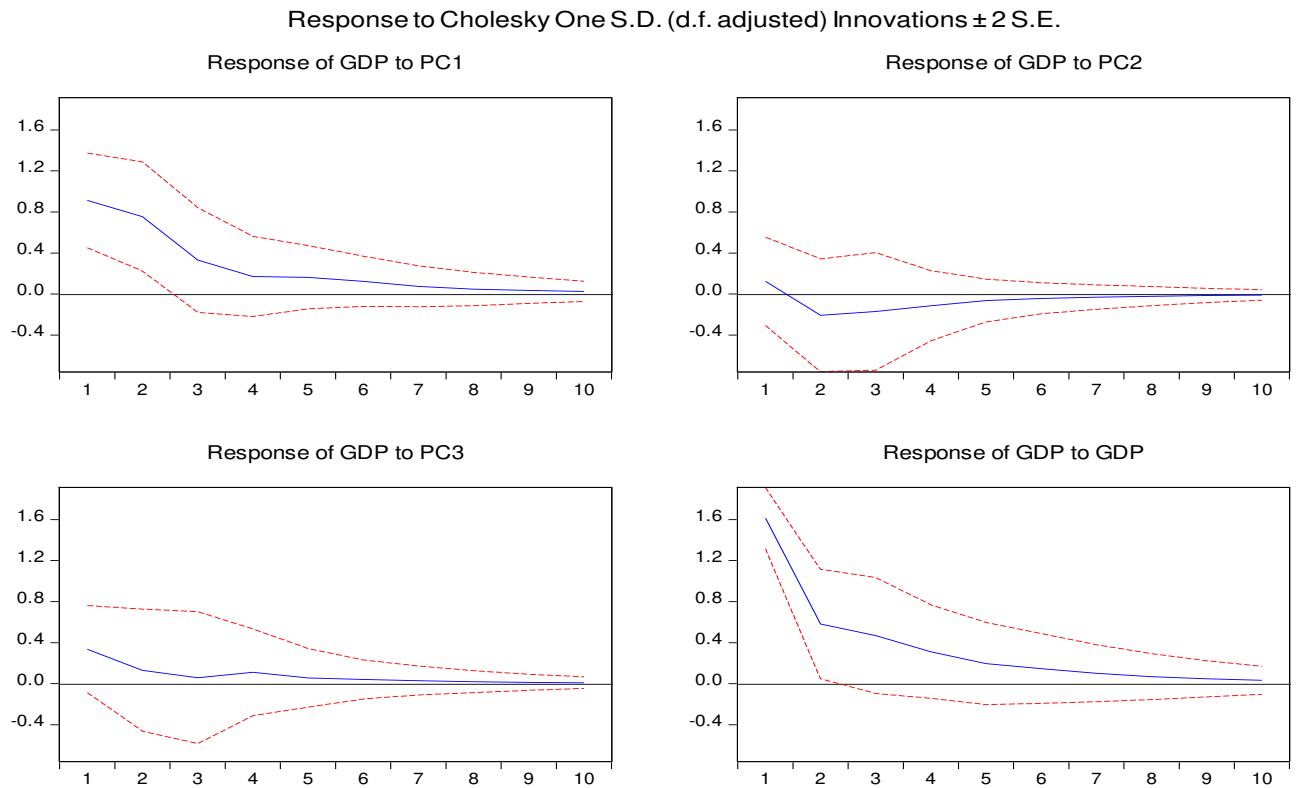 Response to Cholesky One S.D. (d.f. adjusted) Innovations ± 2 S.E.
Response of GDP to PC1
1.6
1.2
0.8
0.4
0.0
-0.4
1 2 3 4 5 6 7 8 9 10
Response of GDP to PC2
1.6
1.2
0.8
0.4
0.0
-0.4
1 2 3 4 5 6 7 8 9 10
Response of GDP to PC3
1.6
1.2
0.8
0.4
0.0
-0.4
1 2 3 4 5 6 7 8 9 10
Response of GDP to GDP
1.6
1.2
0.8
0.4
0.0
-0.4
1 2 3 4 5 6 7 8 9 10